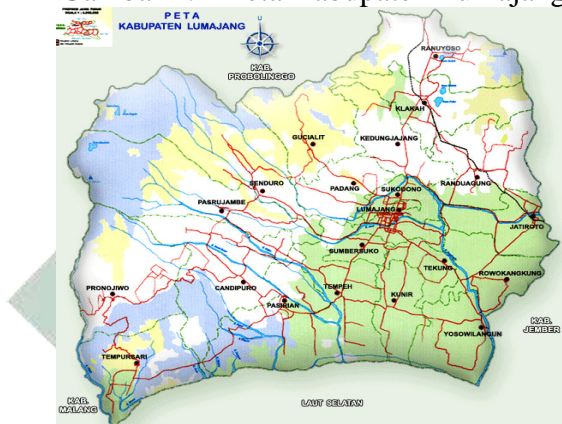 PETA
KABUPATEN LUMAJANG
KAB.
PROBOLINGGO
RANUYOSO
KLAKAH
GUCIALIT
KEDUNGJAJANG
SENDURO
PADANG
SUKODONO
RANDUAGUNG
PASRUJAMBE
LUMAJANG
JATIROTO
SUMBERSUKO
TEKUNG
ROWOKANGKUNG
PRONOJIWO
CANDIPURO
TEMPEH
KUNIR
PASIRIAN
YOSOWILANGUN
KAB.
JEMBER
TEMPURSARI
KAB.
MALANG
LAUT SELATAN